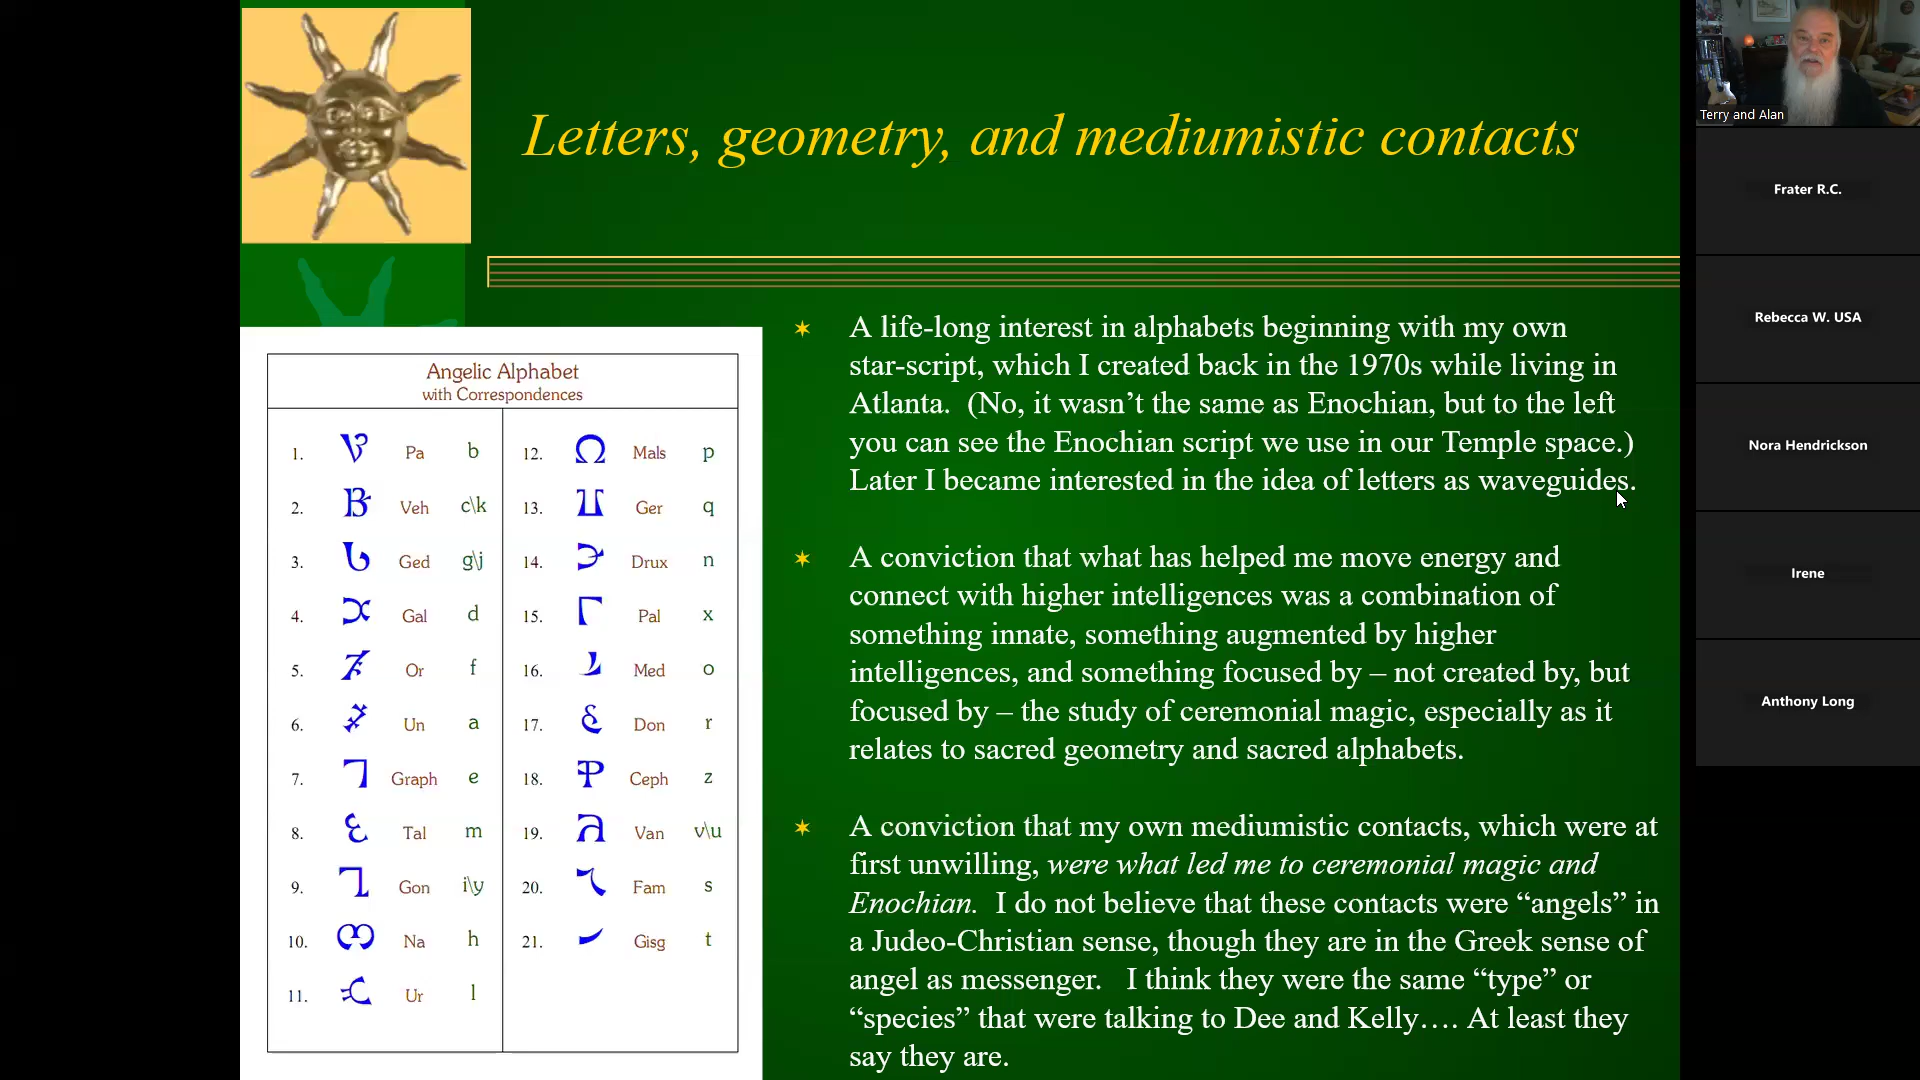 Letters, geometry, and mediumistic contacts
Angelic Alphabet
with Correspondences
1. Pa b
2. Veh c\k
3. Ged g\j
4. Gal d
5. Or f
6. Un a
7. Graph e
8. Tal m
9. Gon i\y
10. Na h
11. Ur l
12. Mals p
13. Ger q
14. Drux n
15. Pal x
16. Med o
17. Don r
18. Ceph z
19. Van v\u
20. Fam s
21. Gisg t
A life-long interest in alphabets beginning with my own
star-script, which I created back in the 1970s while living in
Atlanta. (No, it wasn’t the same as Enochian, but to the left
you can see the Enochian script we use in our Temple space.)
Later I became interested in the idea of letters as waveguides.
A conviction that what has helped me move energy and
connect with higher intelligences was a combination of
something innate, something augmented by higher
intelligences, and something focused by – not created by, but
focused by – the study of ceremonial magic, especially as it
relates to sacred geometry and sacred alphabets.
A conviction that my own mediumistic contacts, which were at
first unwilling, were what led me to ceremonial magic and
Enochian. I do not believe that these contacts were “angels” in
a Judeo-Christian sense, though they are in the Greek sense of
angel as messenger. I think they were the same “type” or
“species” that were talking to Dee and Kelly…. At least they
say they are.
Terry and Alan
Frater R.C.
Rebecca W. USA
Nora Hendrickson
Irene
Anthony Long